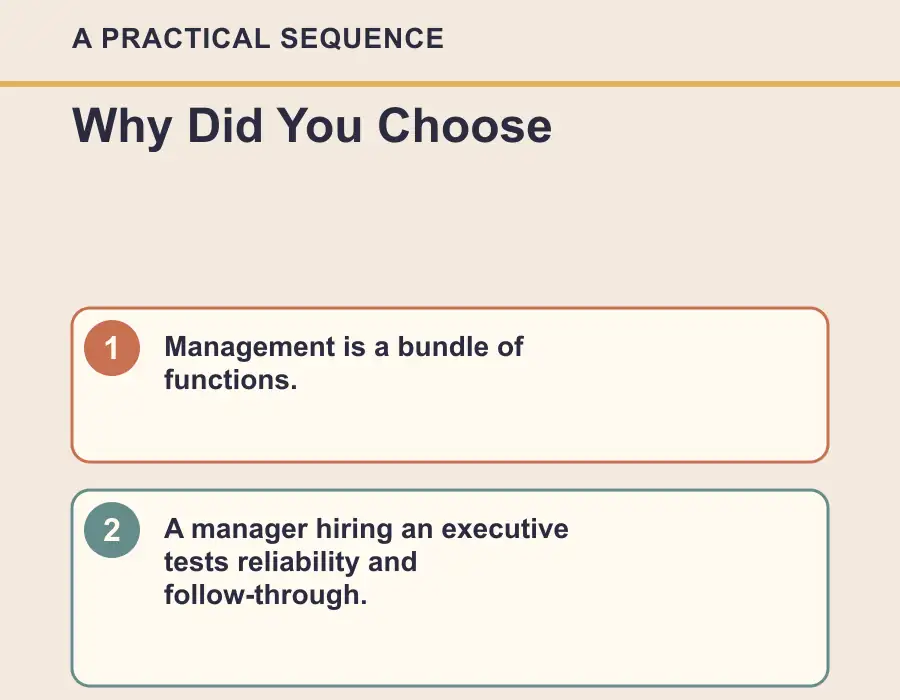 A PRACTICAL SEQUENCE
Why Did You Choose
1
Management is a bundle of
functions.
2
A manager hiring an executive
tests reliability and
follow-through.